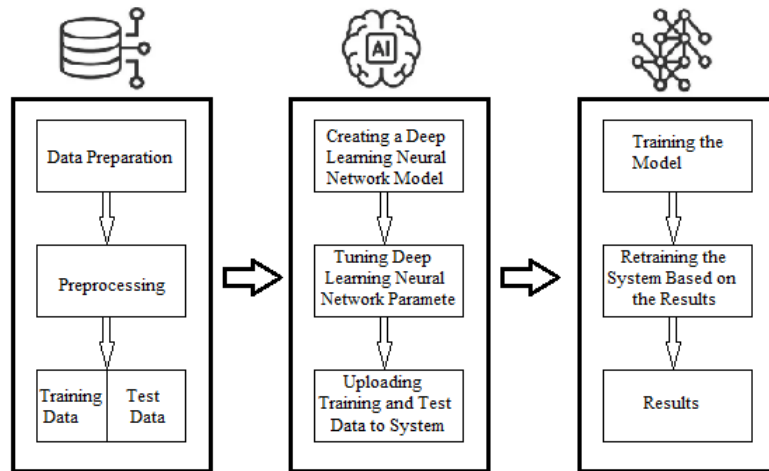 AI
Data Preparation
Preprocessing
Training
Data
Test
Data
Creating a Deep
Learning Neural
Network Model
Tuning Deep
Learning Neural
Network Paramete
Uploading
Training and Test
Data to System
Training the
Model
Retraining the
System Based on
the Results
Results